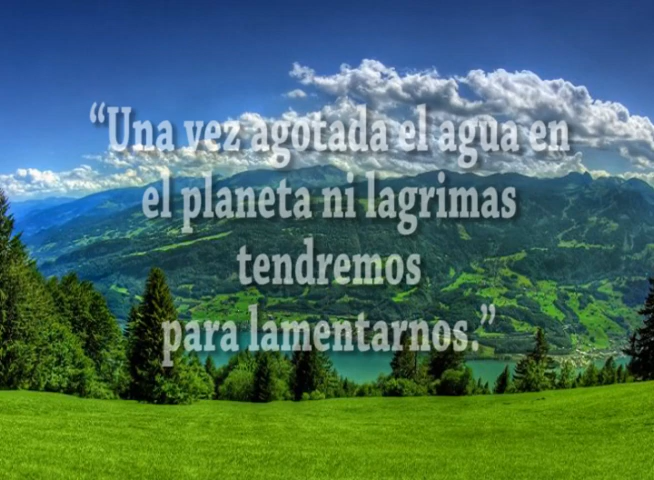 “Una vez agotada el agua en
el planeta ni lagrimas
tendremos
para lamentarnos.”